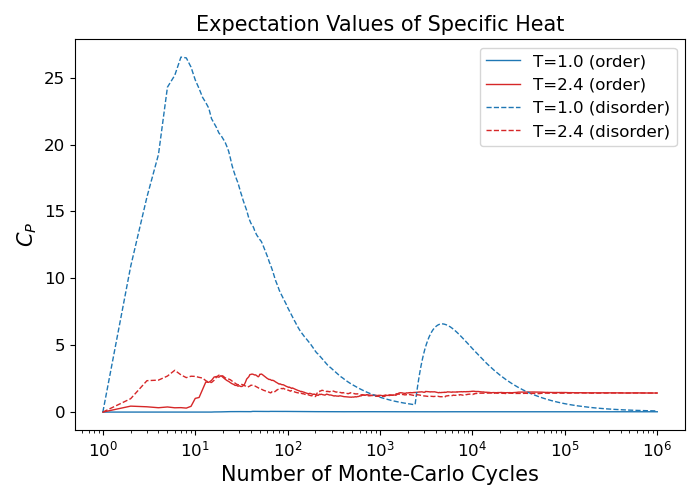 Expectation Values of Specific Heat
T=1.0 (order)
T=2.4 (order)
T=1.0 (disorder)
T=2.4 (disorder)
25
20
15
10
5
0
C_P
10^0 10^1 10^2 10^3 10^4 10^5 10^6
Number of Monte-Carlo Cycles